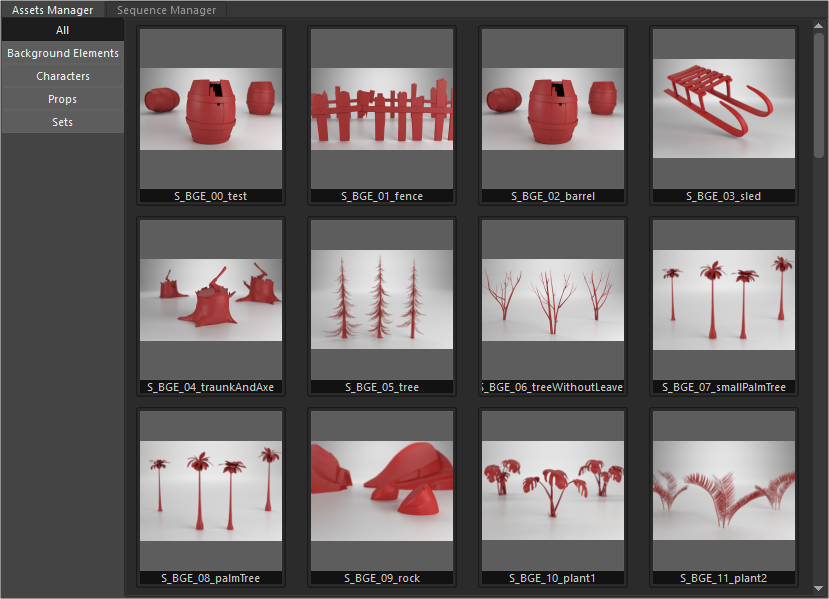 Assets Manager
Sequence Manager
All
Background Elements
Characters
Props
Sets
S_BGE_00_test
S_BGE_01_fence
S_BGE_02_barrel
S_BGE_03_sled
S_BGE_04_traunkAndAxe
S_BGE_05_tree
S_BGE_06_treeWithoutLeave
S_BGE_07_smallPalmTree
S_BGE_08_palmTree
S_BGE_09_rock
S_BGE_10_plant1
S_BGE_11_plant2